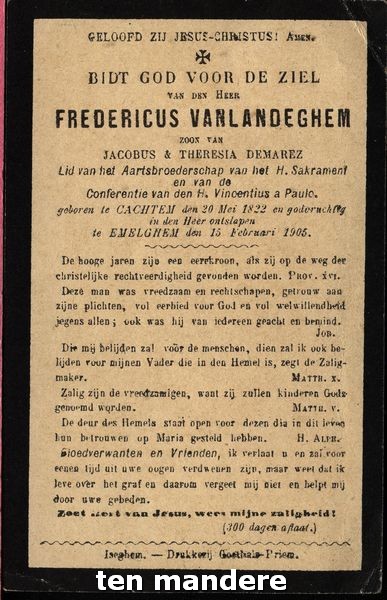 GELOOFD ZIJ JESUS-CHRISTUS! AMEN.
BIDT GOD VOOR DE ZIEL
VAN DEN HEER
FREDERICUS VANLANDEGHEM
ZOON VAN
JACOBUS & THERESIA DEMAREZ
Lid van het Aartsbroederschap van het H. Sakrament
en van de
Conferentie van den H. Vincentius a Paulo.
geboren te CACHTEM den 20 Mei 1822 en godvruchtig
in den Heer ontslapen
te EMELGHEM den 15 Februari 1905.
De hooge jaren zijn een eerekroon, als zij op de weg der
christelijke rechtveerdigheid gevonden worden. PROV. XVI.
Deze man was vreedzaam en rechtschapen, getrouw aan
zijne plichten, vol eerbied voor God en vol welwillendheid
jegens allen; ook was hij van iedereen geacht en bemind.
JOB.
Die mij belijden zal voor de menschen, dien zal ik ook
belijden voor mijnen Vader die in den Hemel is, zegt de Zalig-
maker. MATTH. X.
Zalig zijn de vreedzamigen, want zij zullen kinderen Gods
genoemd worden. MATTH. V.
De deur des Hemels staat open voor dezen dia in dit leven
hun betrouwen op Maria gesteld hebben. H. ALPH.
Bloedverwanten en Vrienden, ik verlaat u en zal voor
eenen tijd uit uwe oogen verdwenen zijn, maar weet dat ik
leve over het graf en daarom vergeet mij niet en helpt mij
door uwe gebeden.
Zoet Hert van Jesus, wees mijne zaligheid!
(300 dagen aflaat.)
Iseghem. — Drukkerij Goethals-Priem.
ten mandere